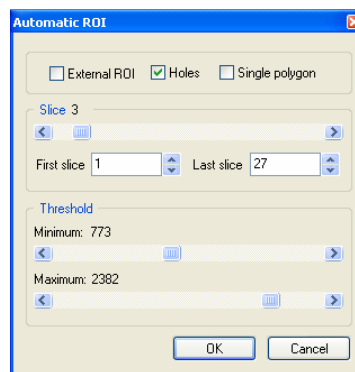 Automatic ROI
External ROI Holes Single polygon
Slice 3
First slice 1 Last slice 27
Threshold
Minimum: 773
Maximum: 2382
OK Cancel